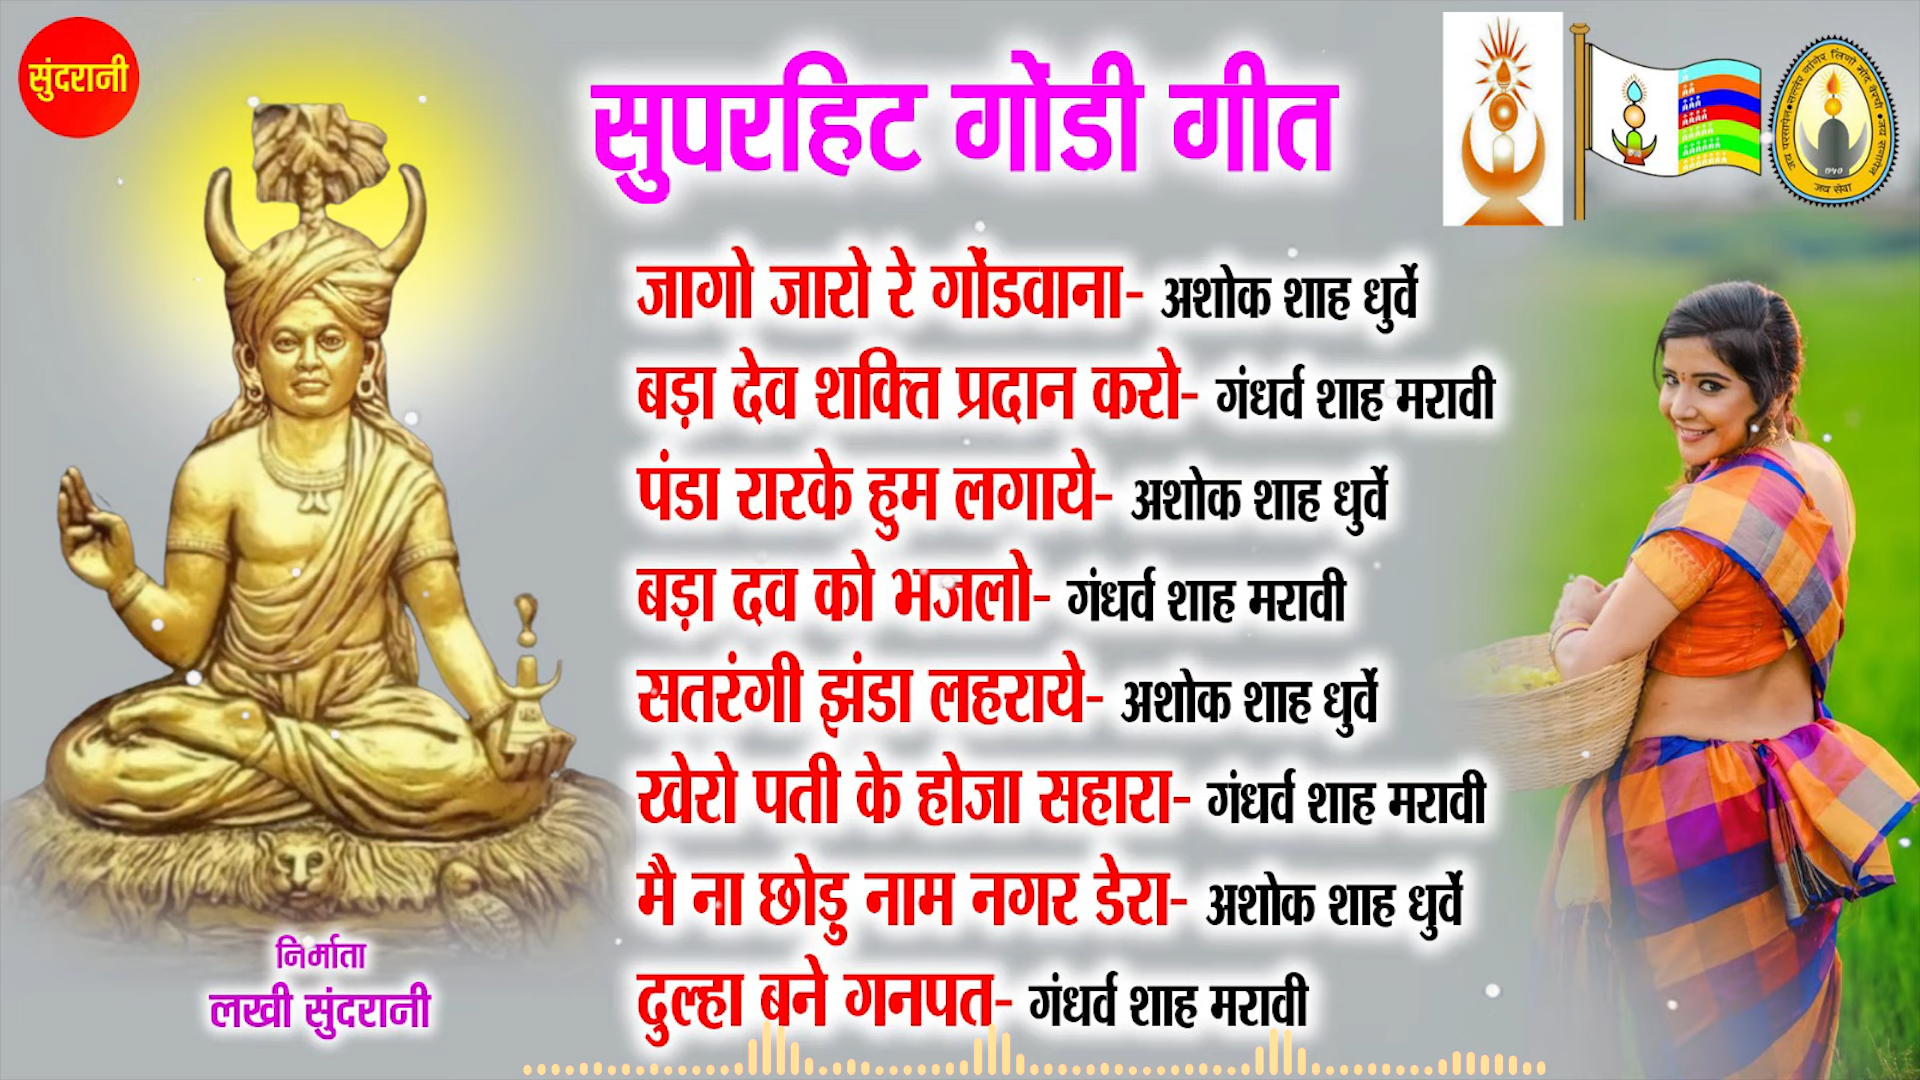 सुंदरानी
सुपरहिट गोंडी गीत
जागो जारो रे गोंडवाना- अशोक शाह धुर्वे
बड़ा देव शक्ति प्रदान करो- गंधर्व शाह मरावी
पंडा रारके हुम लगाये- अशोक शाह धुर्वे
बड़ा दव को भजलो- गंधर्व शाह मरावी
सतरंगी झंडा लहराये- अशोक शाह धुर्वे
खेरो पती के होजा सहारा- गंधर्व शाह मरावी
मै ना छोडु नाम नगर डेरा- अशोक शाह धुर्वे
दुल्हा बने गनपत- गंधर्व शाह मरावी
निर्माता
लखी सुंदरानी
जय सेवा